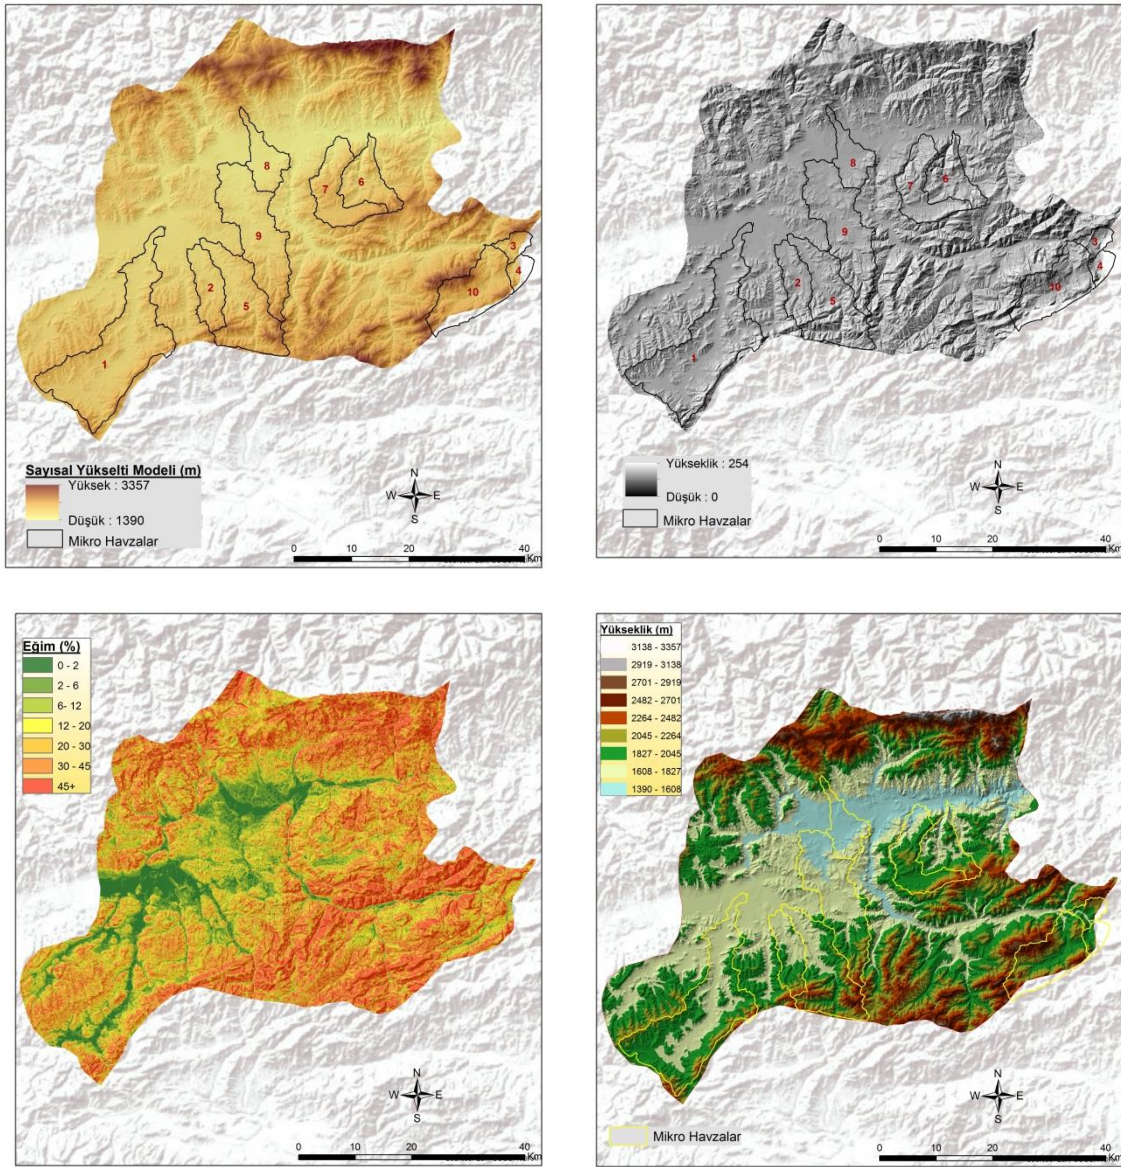 8
7
6
9
3
4
2
5
10
1
Sayısal Yükselti Modeli (m)
Yüksek : 3357
Düşük : 1390
Mikro Havzalar
N
W E
S
0 10 20 40
Km
8
7
6
9
3
4
2
5
10
1
Yükseklik : 254
Düşük : 0
Mikro Havzalar
N
W E
S
0 10 20 40
Km
Eğim (%)
0 - 2
2 - 6
6- 12
12 - 20
20 - 30
30 - 45
45+
N
W E
S
0 10 20 40
Km
Yükseklik (m)
3138 - 3357
2919 - 3138
2701 - 2919
2482 - 2701
2264 - 2482
2045 - 2264
1827 - 2045
1608 - 1827
1390 - 1608
Mikro Havzalar
N
W E
S
0 10 20 40
Km